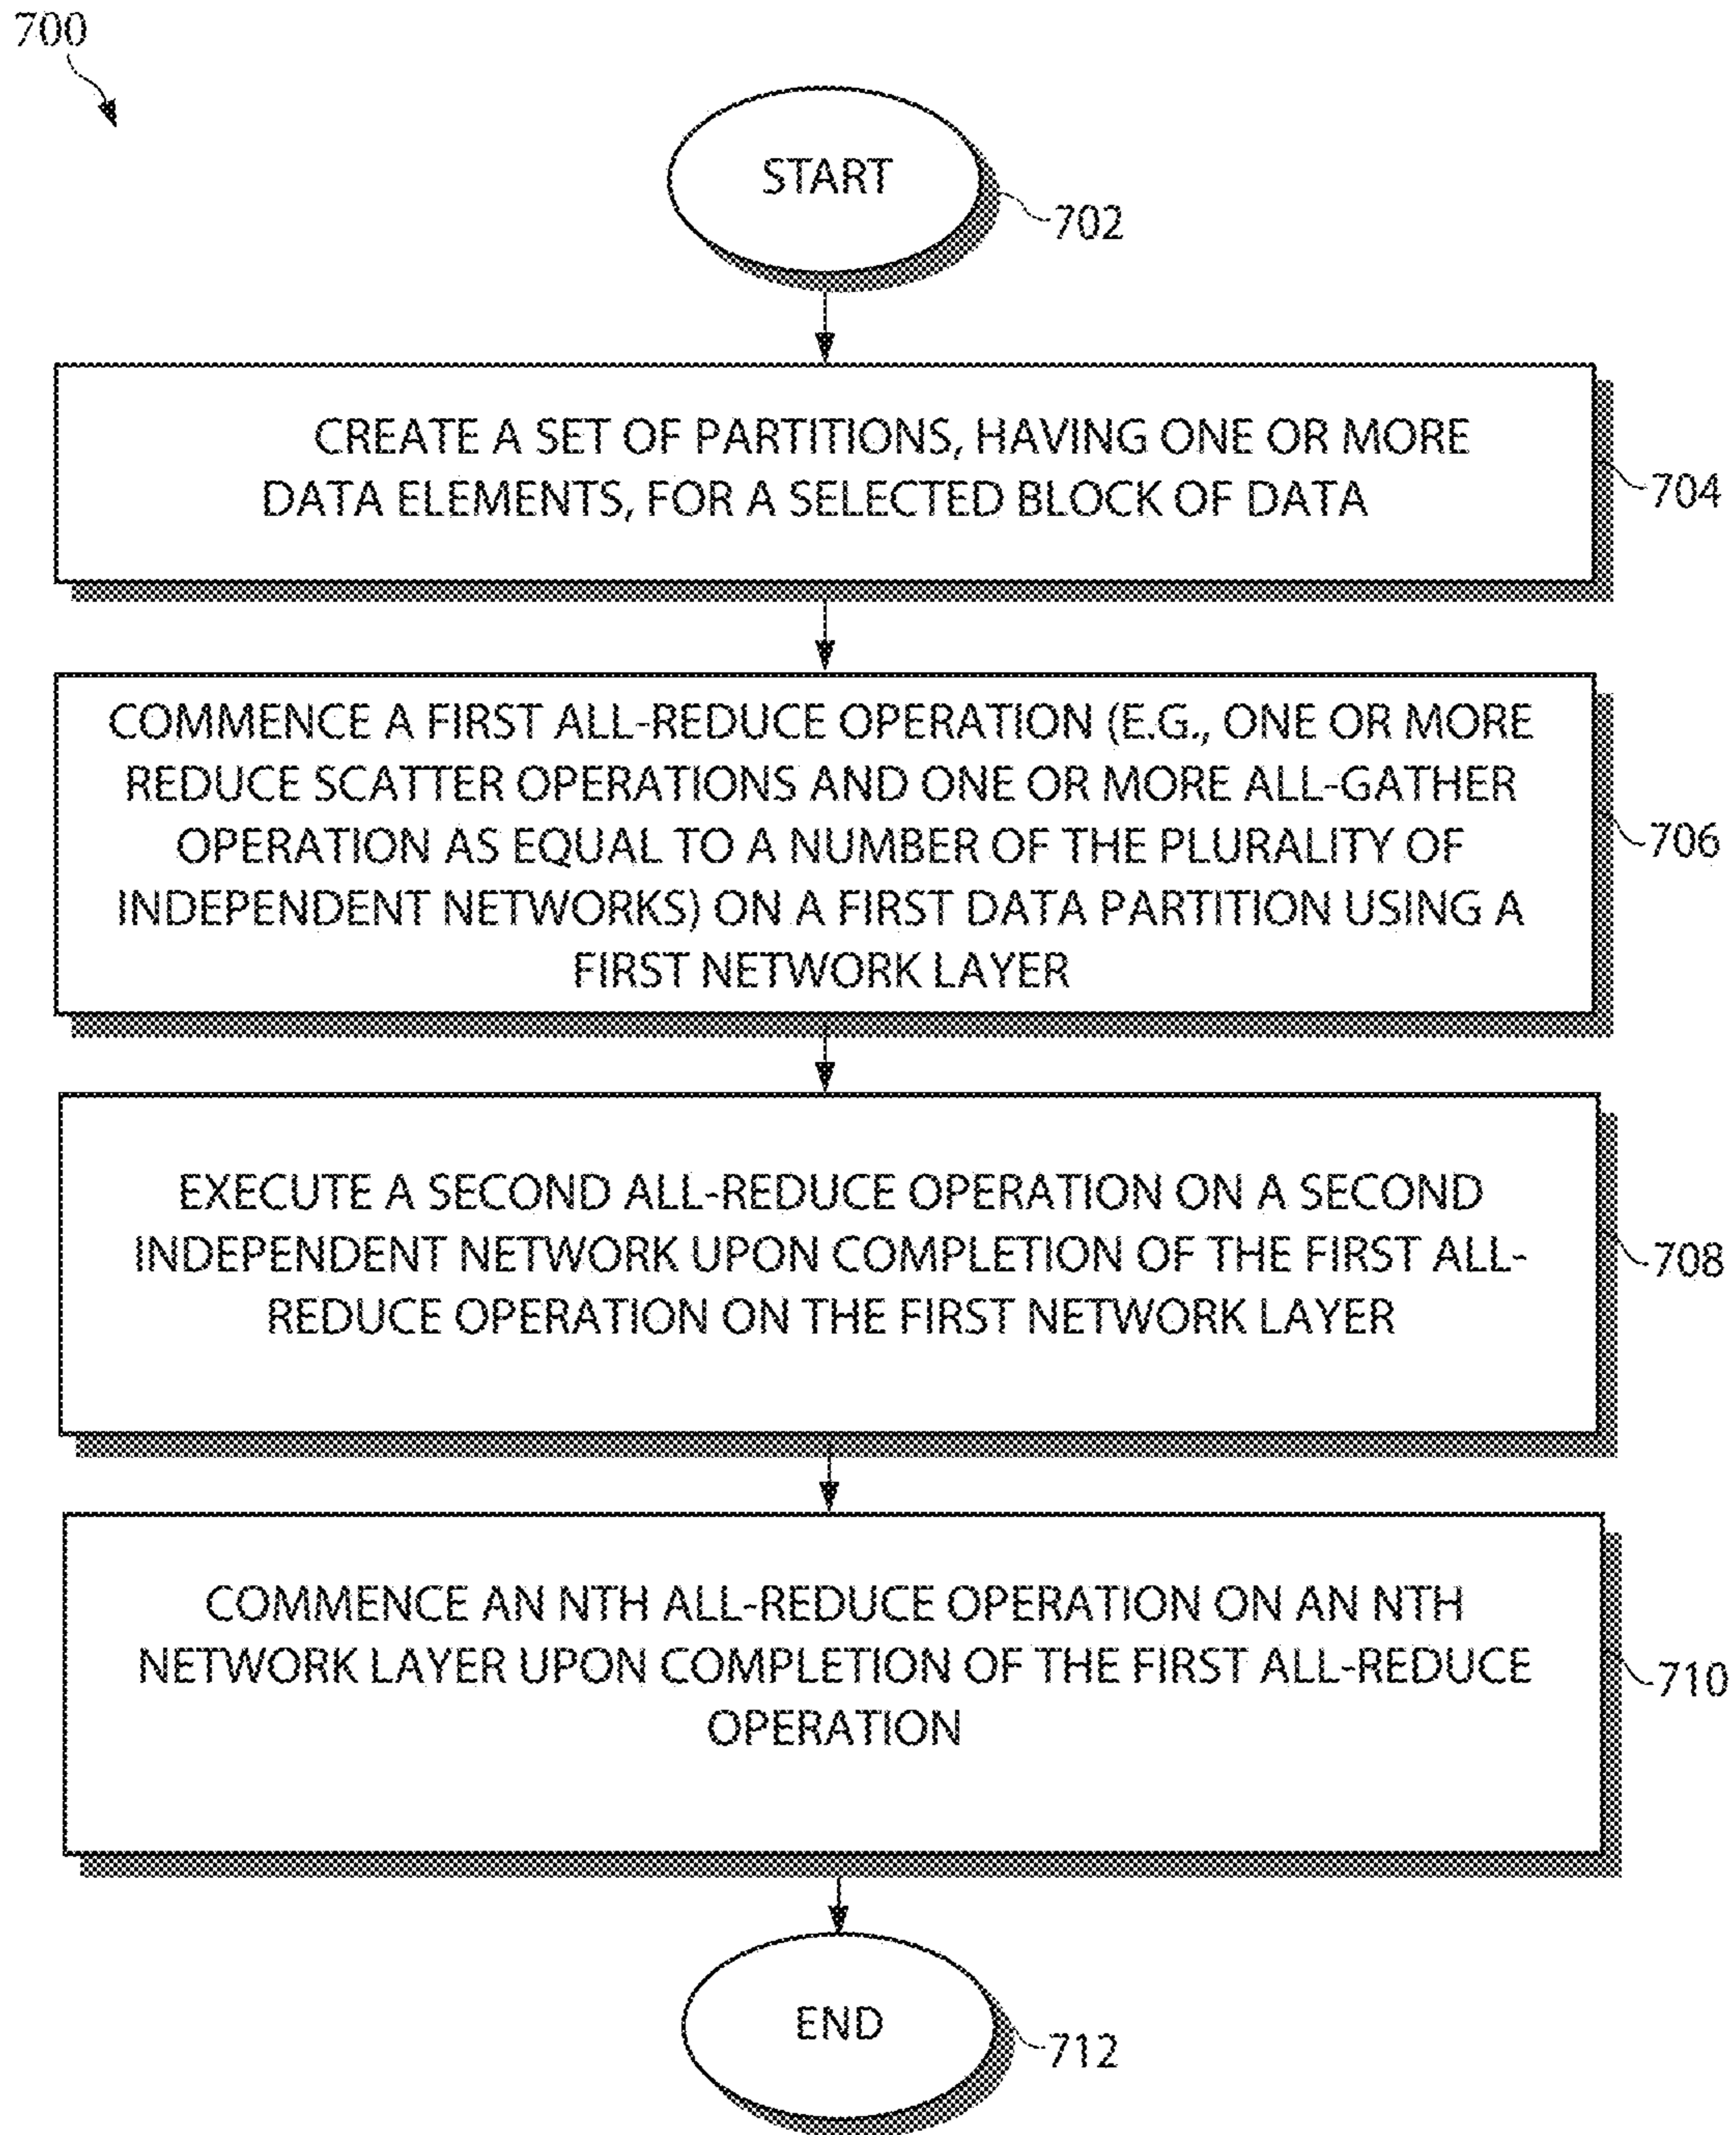 700
START
702
CREATE A SET OF PARTITIONS, HAVING ONE OR MORE
DATA ELEMENTS, FOR A SELECTED BLOCK OF DATA
704
COMMENCE A FIRST ALL-REDUCE OPERATION (E.G., ONE OR MORE
REDUCE SCATTER OPERATIONS AND ONE OR MORE ALL-GATHER
OPERATION AS EQUAL TO A NUMBER OF THE PLURALITY OF
INDEPENDENT NETWORKS) ON A FIRST DATA PARTITION USING A
FIRST NETWORK LAYER
706
EXECUTE A SECOND ALL-REDUCE OPERATION ON A SECOND
INDEPENDENT NETWORK UPON COMPLETION OF THE FIRST ALL-
REDUCE OPERATION ON THE FIRST NETWORK LAYER
708
COMMENCE AN NTH ALL-REDUCE OPERATION ON AN NTH
NETWORK LAYER UPON COMPLETION OF THE FIRST ALL-REDUCE
OPERATION
710
END
712